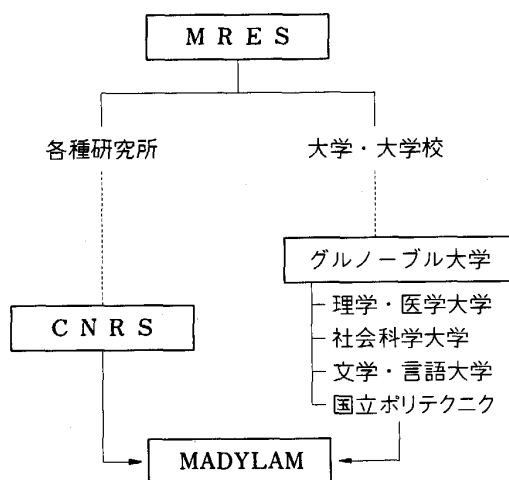 MRES
各種研究所
大学・大学校
グルノーブル大学
理学・医学大学
社会科学大学
CNRS
文学・言語大学
国立ポリテクニク
MADYLAM